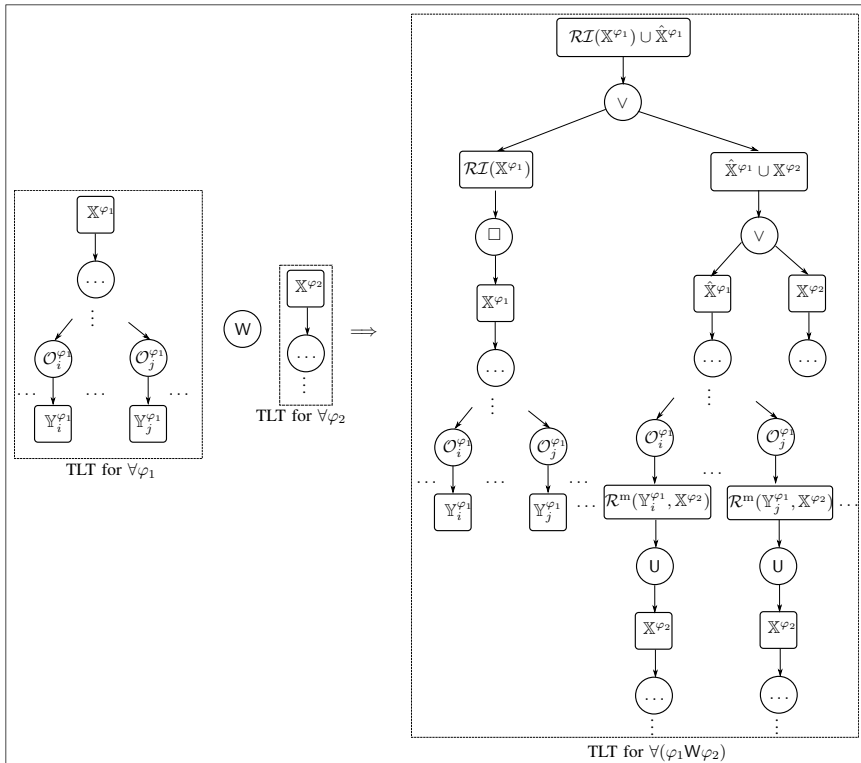 𝕏^{φ₁}
…
⋮
𝒪_i^{φ₁} 𝒪_j^{φ₁}
… … …
𝕐_i^{φ₁} 𝕐_j^{φ₁}
TLT for ∀φ₁
W
𝕏^{φ₂}
…
⋮
TLT for ∀φ₂
⟹
ℛℐ(𝕏^{φ₁}) ∪ 𝕏̂^{φ₁}
∨
ℛℐ(𝕏^{φ₁}) 𝕏̂^{φ₁} ∪ 𝕏^{φ₂}
□ ∨
𝕏^{φ₁} 𝕏̂^{φ₁} 𝕏^{φ₂}
… … …
⋮ ⋮
𝒪_i^{φ₁} 𝒪_j^{φ₁} 𝒪_i^{φ₁} 𝒪_j^{φ₁}
… … … …
𝕐_i^{φ₁} 𝕐_j^{φ₁} … ℛ^m(𝕐_i^{φ₁}, 𝕏^{φ₂}) ℛ^m(𝕐_j^{φ₁}, 𝕏^{φ₂}) …
U U
𝕏^{φ₂} 𝕏^{φ₂}
… …
⋮ ⋮
TLT for ∀(φ₁Wφ₂)